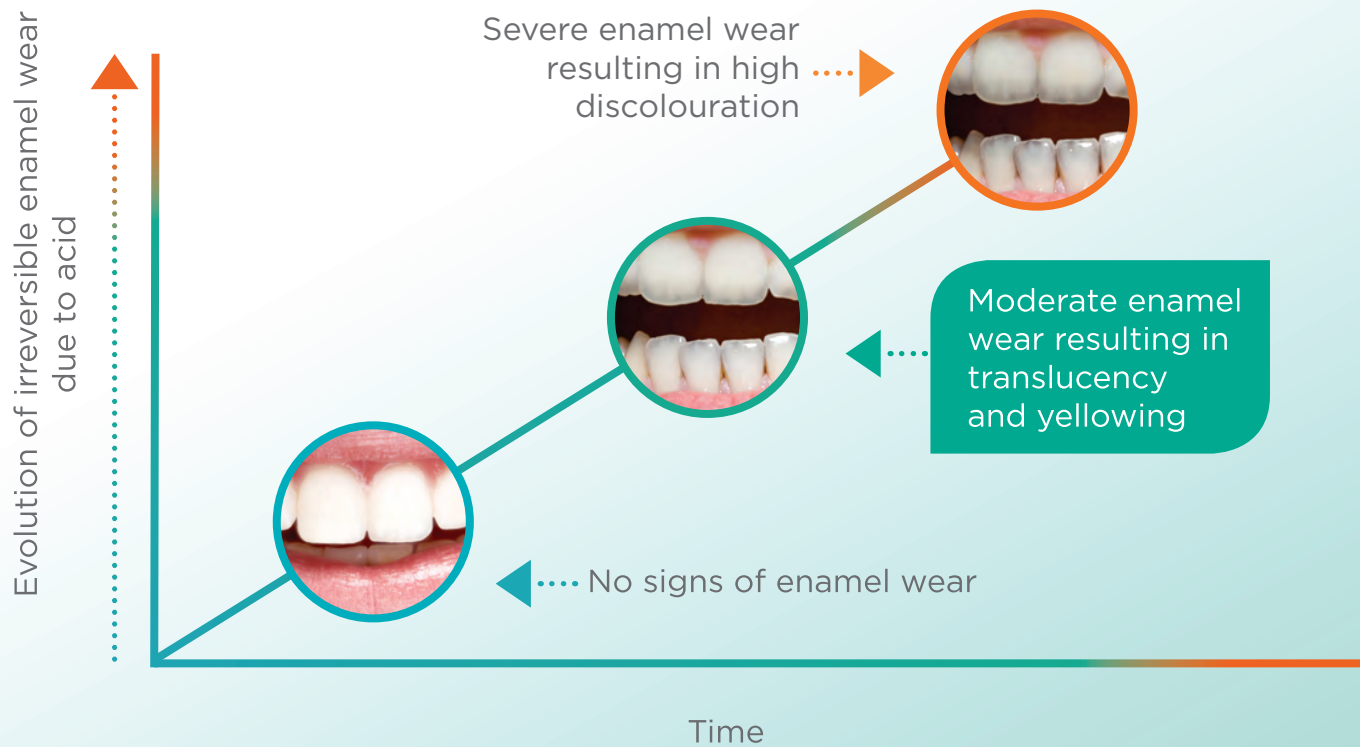 Evolution of irreversible enamel wear
due to acid
Severe enamel wear
resulting in high
discolouration
Moderate enamel
wear resulting in
translucency
and yellowing
No signs of enamel wear
Time